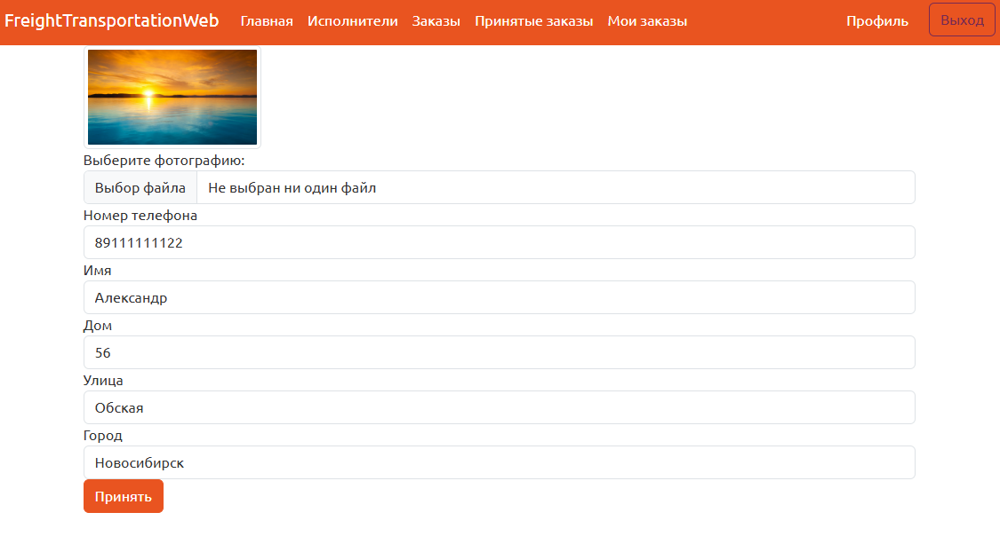 FreightTransportationWeb Главная Исполнители Заказы Принятые заказы Мои заказы Профиль Выход
Выберите фотографию:
Выбор файла Не выбран ни один файл
Номер телефона
89111111122
Имя
Александр
Дом
56
Улица
Обская
Город
Новосибирск
Принять